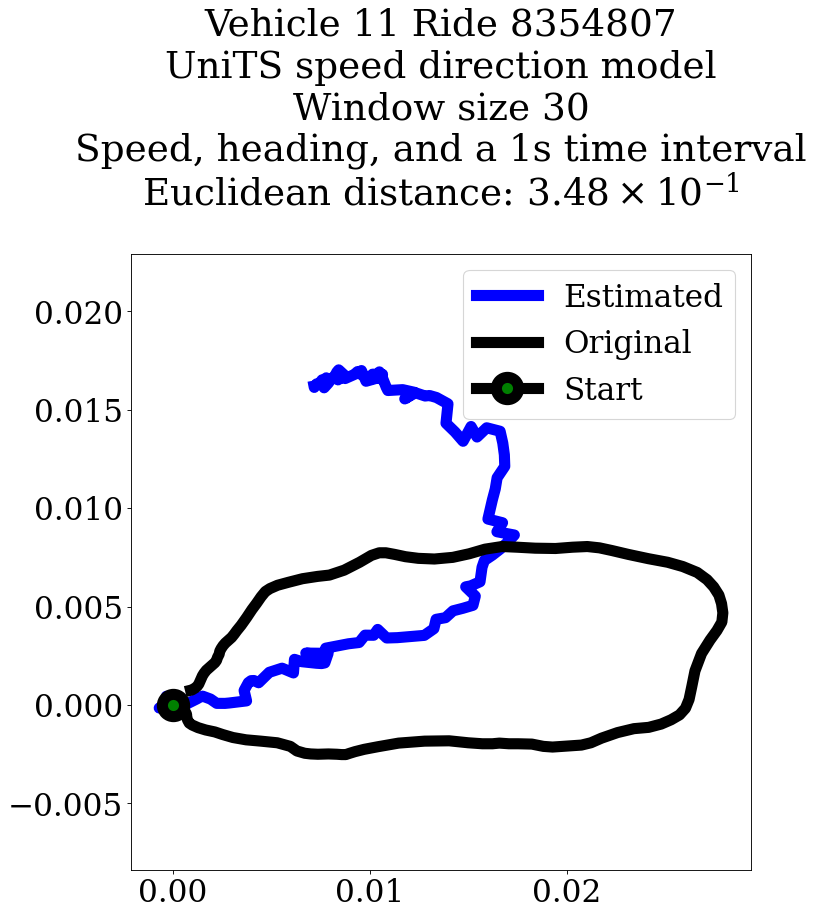 Vehicle 11 Ride 8354807
UniTS speed direction model
Window size 30
Speed, heading, and a 1s time interval
Euclidean distance: 3.48 × 10⁻¹
Estimated
Original
Start
0.020
0.015
0.010
0.005
0.000
−0.005
0.00 0.01 0.02